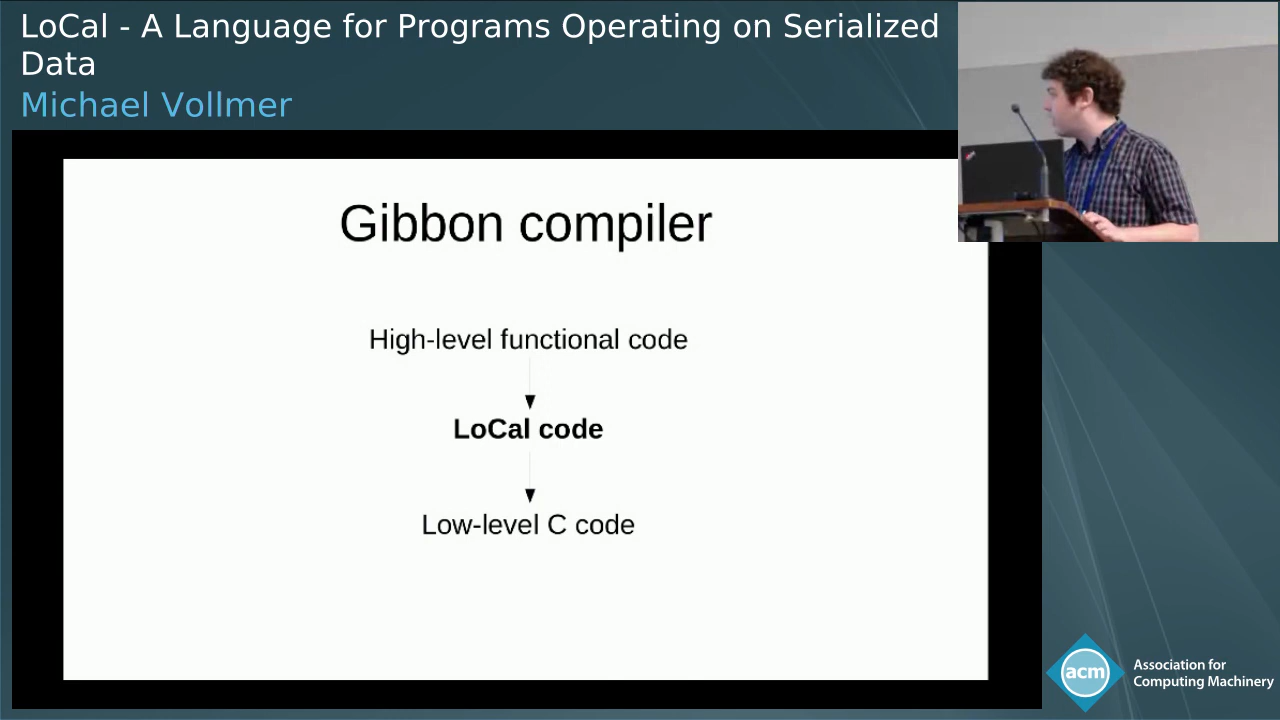 LoCal - A Language for Programs Operating on Serialized
Data
Michael Vollmer
Gibbon compiler
High-level functional code
LoCal code
Low-level C code
acm
Association for
Computing Machinery